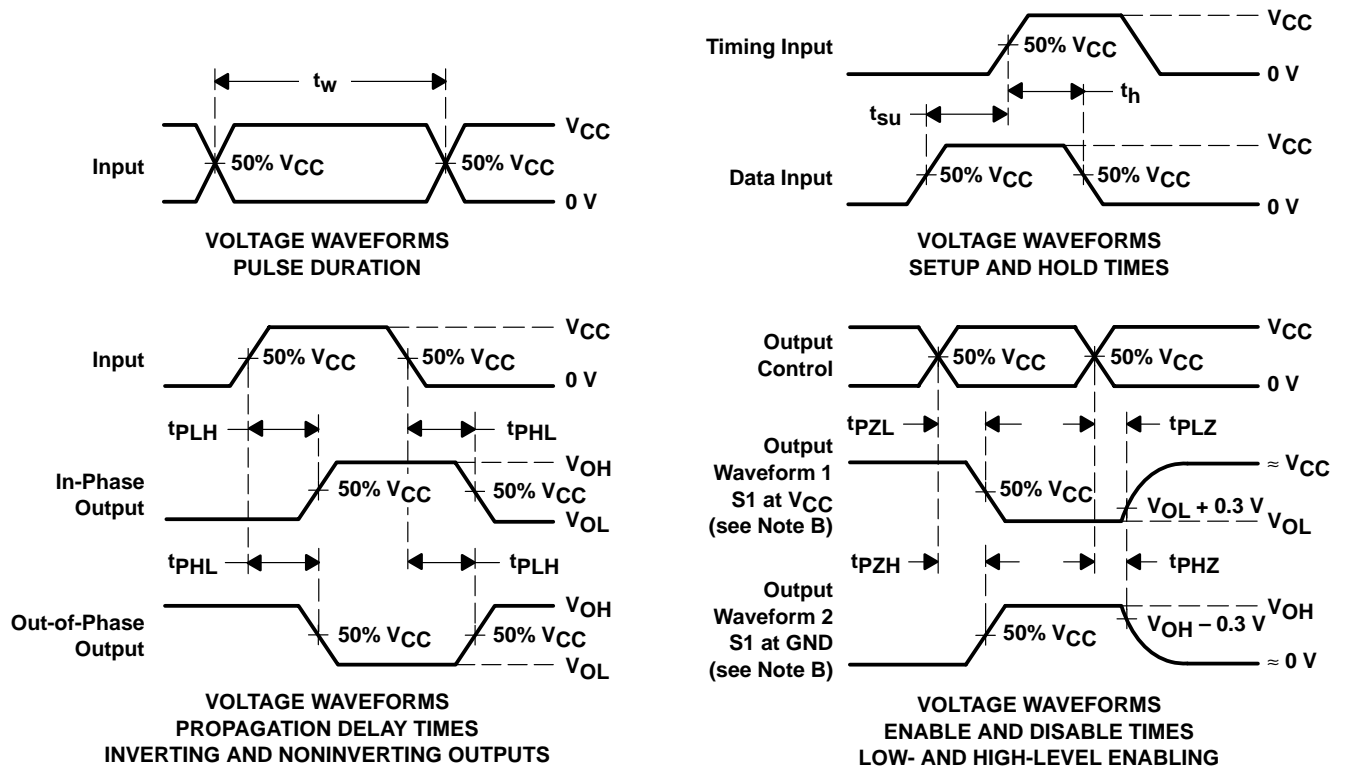 tw
VCC
Input
50% VCC
50% VCC
0 V
VOLTAGE WAVEFORMS
PULSE DURATION
VCC
Timing Input
50% VCC
0 V
th
tsu
VCC
Data Input
50% VCC
50% VCC
0 V
VOLTAGE WAVEFORMS
SETUP AND HOLD TIMES
VCC
Input
50% VCC
50% VCC
0 V
tPLH
tPHL
In-Phase
Output
VOH
50% VCC
50% VCC
VOL
tPHL
tPLH
Out-of-Phase
Output
VOH
50% VCC
50% VCC
VOL
VOLTAGE WAVEFORMS
PROPAGATION DELAY TIMES
INVERTING AND NONINVERTING OUTPUTS
Output
Control
VCC
50% VCC
50% VCC
0 V
tPZL
tPLZ
Output
Waveform 1
S1 at VCC
(see Note B)
≈ VCC
50% VCC
VOL + 0.3 V
VOL
tPZH
tPHZ
Output
Waveform 2
S1 at GND
(see Note B)
VOH
50% VCC
VOH − 0.3 V
≈ 0 V
VOLTAGE WAVEFORMS
ENABLE AND DISABLE TIMES
LOW- AND HIGH-LEVEL ENABLING